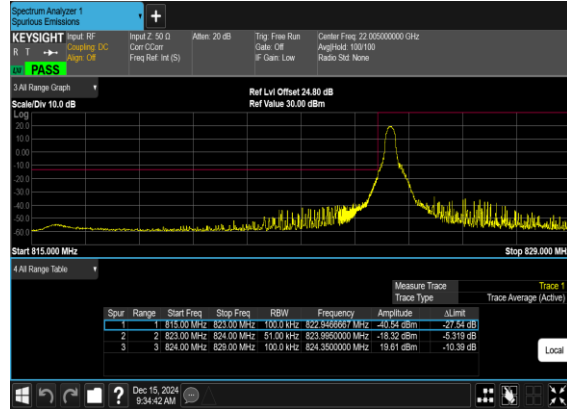 Spectrum Analyzer 1
Spurious Emissions
KEYSIGHT Input: RF Input Z: 50 Ω Atten: 20 dB Trig: Free Run Center Freq: 22.005000000 GHz
R T Coupling: DC Corr CCorr Gate: Off Avg|Hold: 100/100
Align: Off Freq Ref: Int (S) IF Gain: Low Radio Std: None
PASS
3 All Range Graph
Ref Lvl Offset 24.80 dB
Scale/Div 10.0 dB Ref Value 30.00 dBm
Log
20.0
10.0
0.00
-10.0
-20.0
-30.0
-40.0
-50.0
-60.0
Start 815.000 MHz Stop 829.000 MH
4 All Range Table
Measure Trace Trace 1
Trace Type Trace Average (Active)
Spur Range Start Freq Stop Freq RBW Frequency Amplitude ΔLimit
1 1 815.00 MHz 823.00 MHz 100.0 kHz 822.9466667 MHz -40.54 dBm -27.54 dB
2 2 823.00 MHz 824.00 MHz 51.00 kHz 823.9950000 MHz -18.32 dBm -5.319 dB
3 3 824.00 MHz 829.00 MHz 100.0 kHz 824.3500000 MHz 19.61 dBm -10.39 dB
Local
Dec 15, 2024
9:34:42 AM